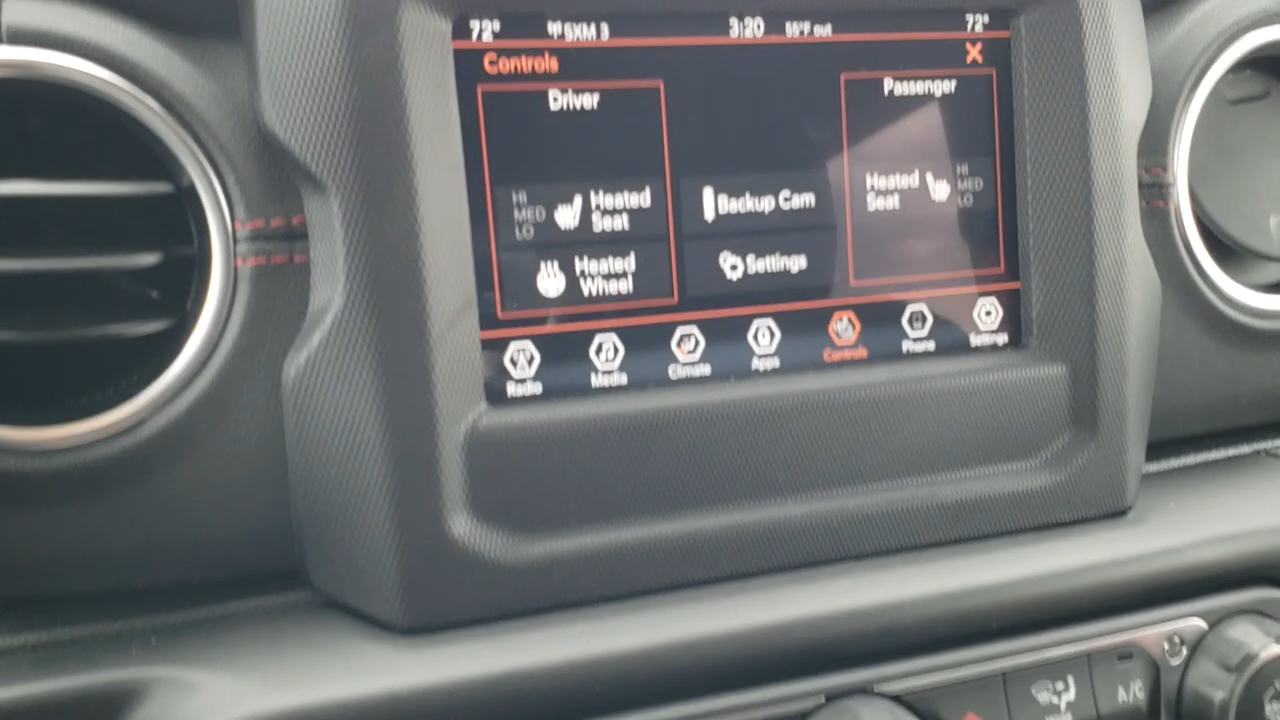 72° SXM 3 3:20 55°F out 72°
Controls X
Driver
Passenger
HI
MED
LO
Heated
Seat
Heated
Wheel
Backup Cam
Settings
Heated
Seat
HI
MED
LO
Radio Media Climate Apps Controls Phone Settings
A/C